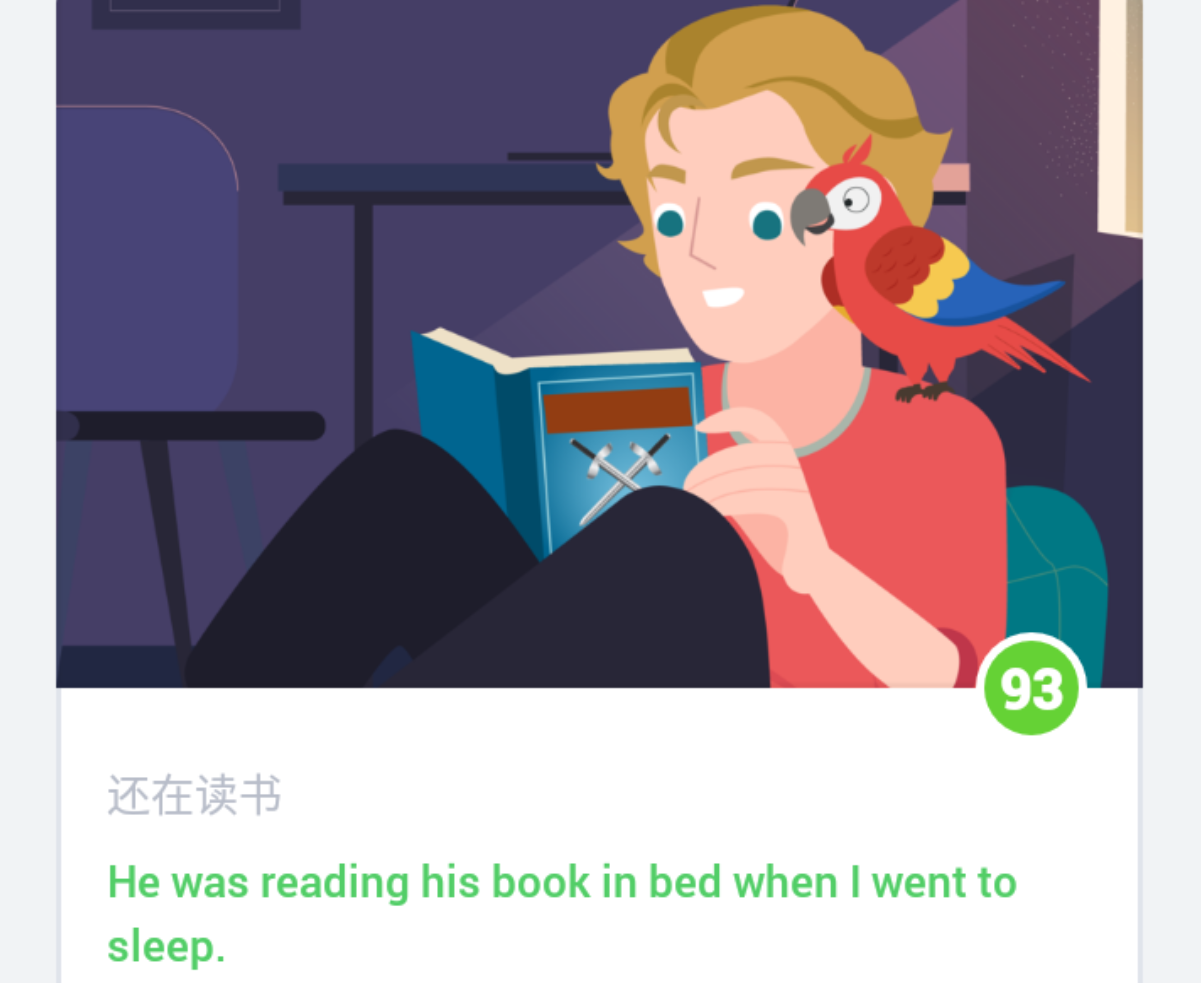 93
还在读书
He was reading his book in bed when I went to
sleep.